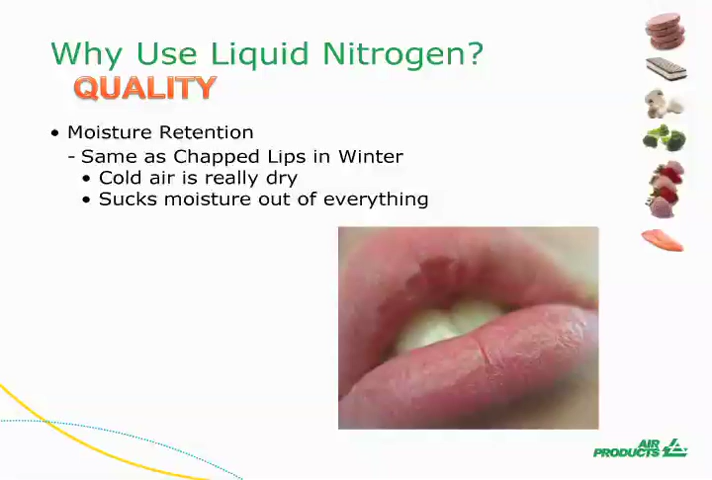 Why Use Liquid Nitrogen?
QUALITY
• Moisture Retention
- Same as Chapped Lips in Winter
• Cold air is really dry
• Sucks moisture out of everything
AIR
PRODUCTS